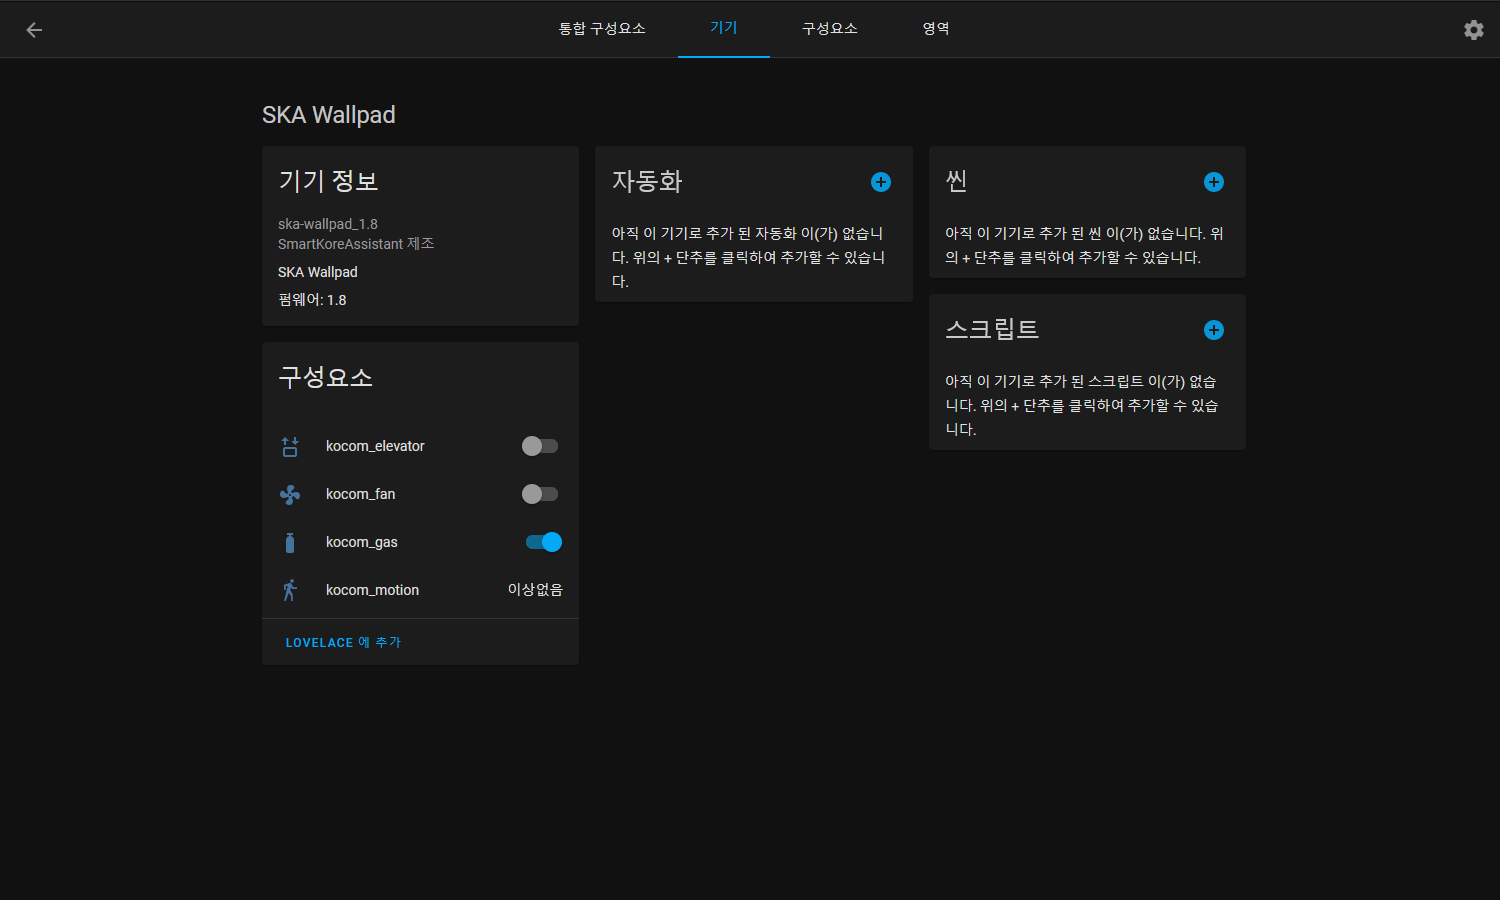 통합 구성요소
기기
구성요소
영역
SKA Wallpad
기기 정보
ska-wallpad_1.8
SmartKoreAssistant 제조
SKA Wallpad
펌웨어: 1.8
구성요소
kocom_elevator
kocom_fan
kocom_gas
kocom_motion 이상없음
LOVELACE 에 추가
자동화
아직 이 기기로 추가 된 자동화 이(가) 없습니
다. 위의 + 단추를 클릭하여 추가할 수 있습니
다.
씬
아직 이 기기로 추가 된 씬 이(가) 없습니다. 위
의 + 단추를 클릭하여 추가할 수 있습니다.
스크립트
아직 이 기기로 추가 된 스크립트 이(가) 없습
니다. 위의 + 단추를 클릭하여 추가할 수 있습
니다.